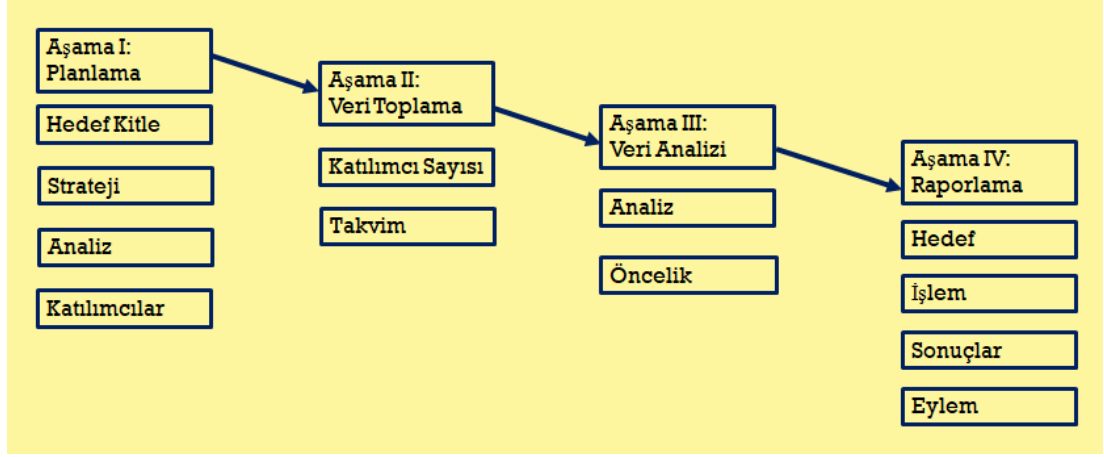 Aşama I:
Planlama
Hedef Kitle
Strateji
Analiz
Katılımcılar
Aşama II:
Veri Toplama
Katılımcı Sayısı
Takvim
Aşama III:
Veri Analizi
Analiz
Öncelik
Aşama IV:
Raporlama
Hedef
İşlem
Sonuçlar
Eylem